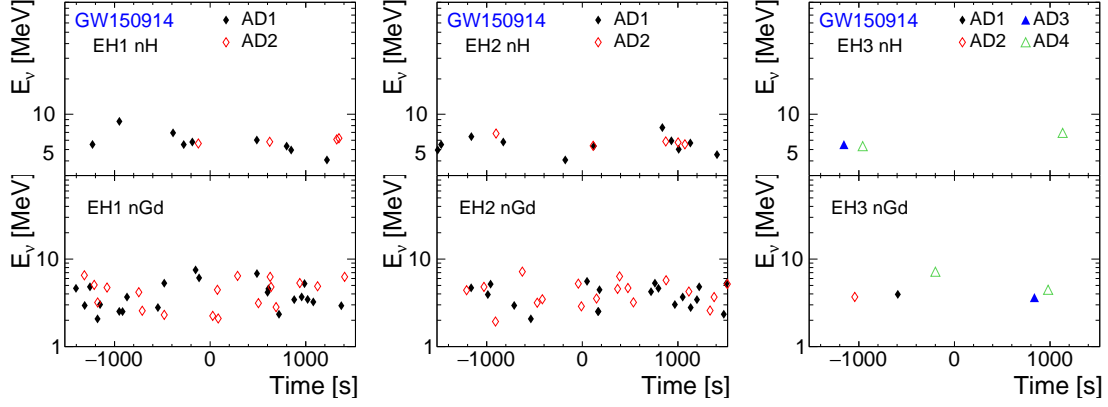 GW150914
EH1 nH
AD1
AD2
E_ν [MeV]
10
5
EH1 nGd
E_ν [MeV]
10
1
−1000 0 1000
Time [s]
GW150914
EH2 nH
AD1
AD2
E_ν [MeV]
10
5
EH2 nGd
E_ν [MeV]
10
1
−1000 0 1000
Time [s]
GW150914
EH3 nH
AD1 AD3
AD2 AD4
E_ν [MeV]
10
5
EH3 nGd
E_ν [MeV]
10
1
−1000 0 1000
Time [s]